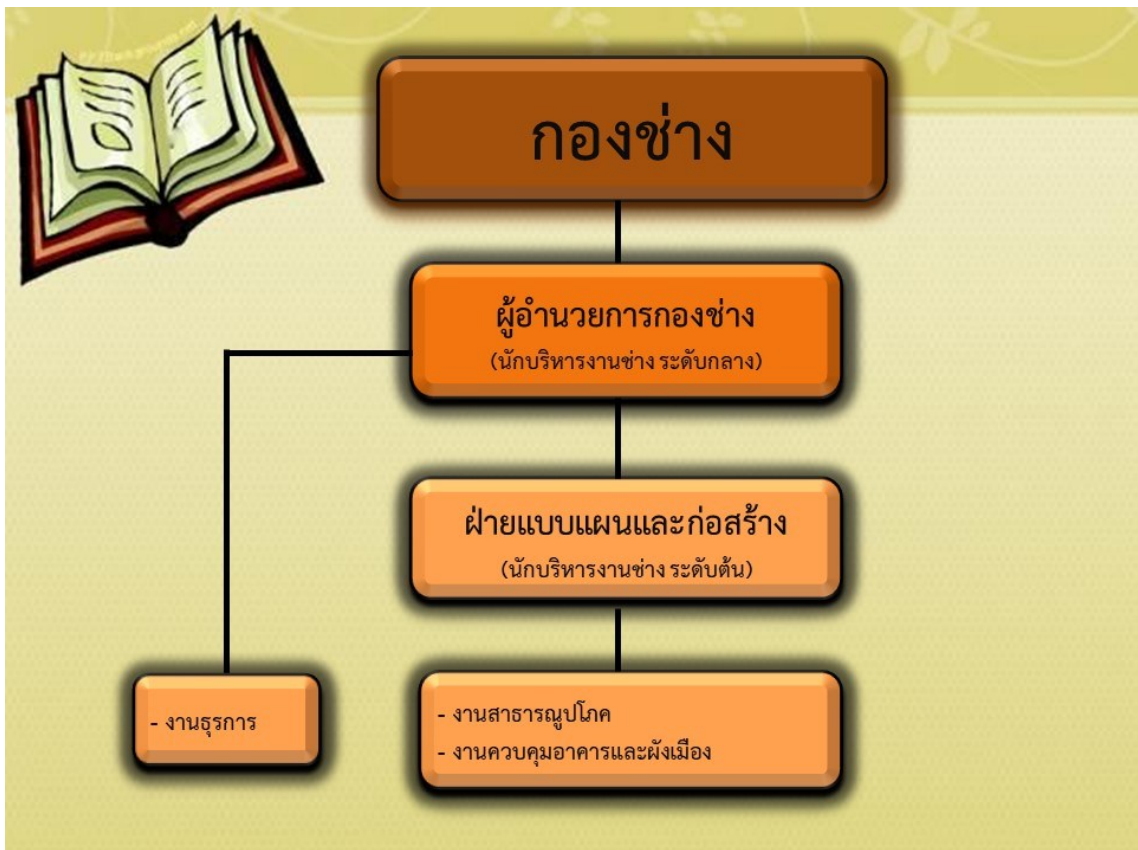 กองช่าง
ผู้อำนวยการกองช่าง
(นักบริหารงานช่าง ระดับกลาง)
ฝ่ายแบบแผนและก่อสร้าง
(นักบริหารงานช่าง ระดับต้น)
- งานธุรการ
- งานสาธารณูปโภค
- งานควบคุมอาคารและผังเมือง